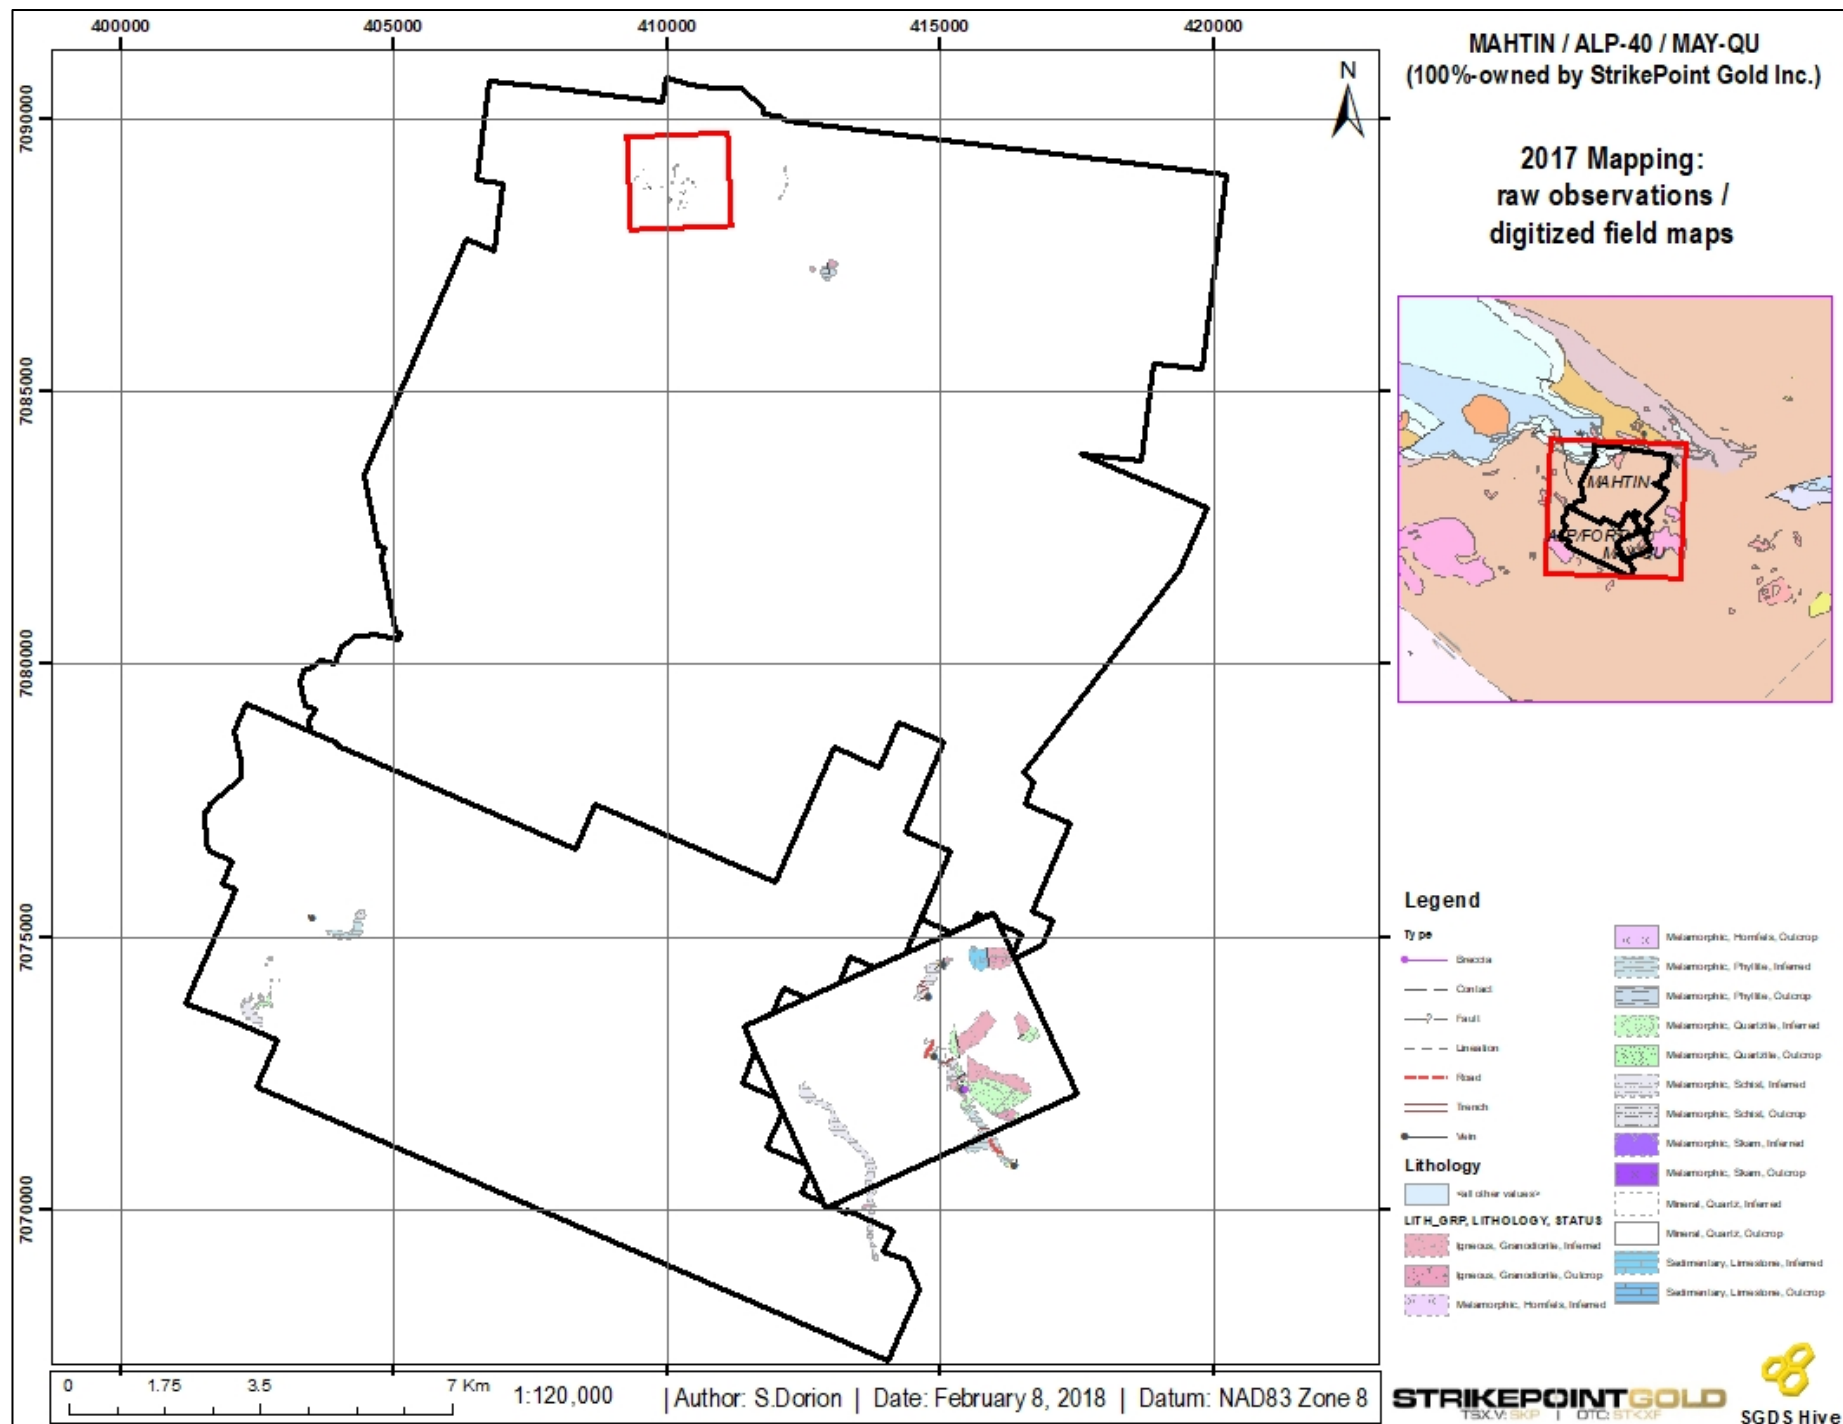 400000 405000 410000 415000 420000
7090000
7085000
7080000
7075000
7070000
N
MAHTIN / ALP-40 / MAY-QU
(100%-owned by StrikePoint Gold Inc.)
2017 Mapping:
raw observations /
digitized field maps
MAHTIN
Legend
Type
Breccia
Contact
Fault
Lineation
Road
Trench
Vein
Lithology
<all other values>
LITH_GRP, LITHOLOGY, STATUS
Igneous, Granodiorite, Inferred
Igneous, Granodiorite, Outcrop
Metamorphic, Hornfels, Inferred
Metamorphic, Hornfels, Outcrop
Metamorphic, Phyllite, Inferred
Metamorphic, Phyllite, Outcrop
Metamorphic, Quartzite, Inferred
Metamorphic, Quartzite, Outcrop
Metamorphic, Schist, Inferred
Metamorphic, Schist, Outcrop
Metamorphic, Skarn, Inferred
Metamorphic, Skarn, Outcrop
Mineral, Quartz, Inferred
Mineral, Quartz, Outcrop
Sedimentary, Limestone, Inferred
Sedimentary, Limestone, Outcrop
0 1.75 3.5 7 Km
1:120,000 | Author: S.Dorion | Date: February 8, 2018 | Datum: NAD83 Zone 8
STRIKEPOINTGOLD
TSX.V: SKP | OTC: STKXF
SGDS Hive